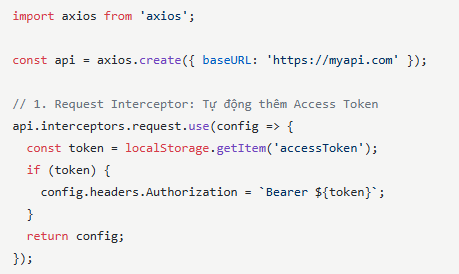 import axios from 'axios';
const api = axios.create({ baseURL: 'https://myapi.com' });
// 1. Request Interceptor: Tự động thêm Access Token
api.interceptors.request.use(config => {
  const token = localStorage.getItem('accessToken');
  if (token) {
    config.headers.Authorization = `Bearer ${token}`;
  }
  return config;
});